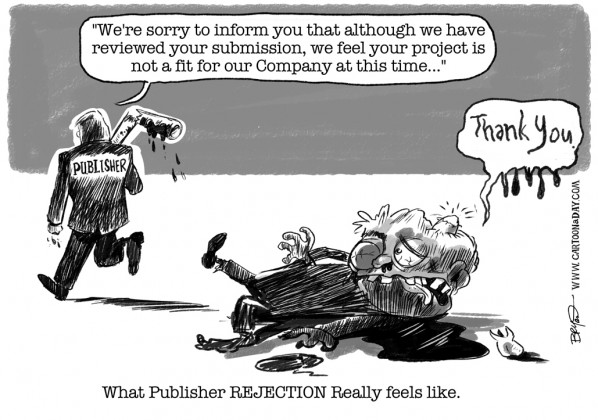 "We're sorry to inform you that although we have
reviewed your submission, we feel your project is
not a fit for our Company at this time..."
PUBLISHER
Thank You.
WWW.CARTOONaDAY.COM
What Publisher REJECTION Really feels like.